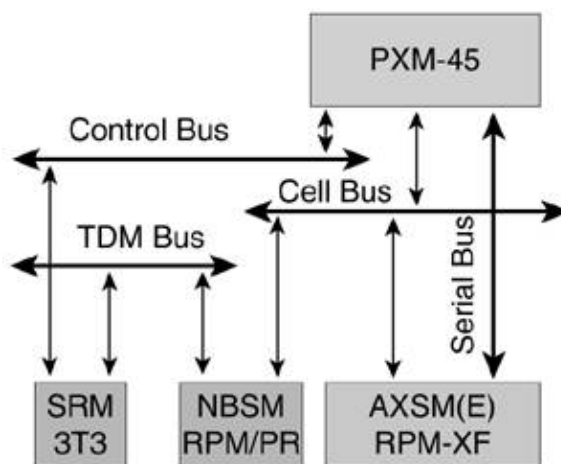 PXM-45
Control Bus
Cell Bus
TDM Bus
Serial Bus
SRM
3T3
NBSM
RPM/PR
AXSM(E)
RPM-XF